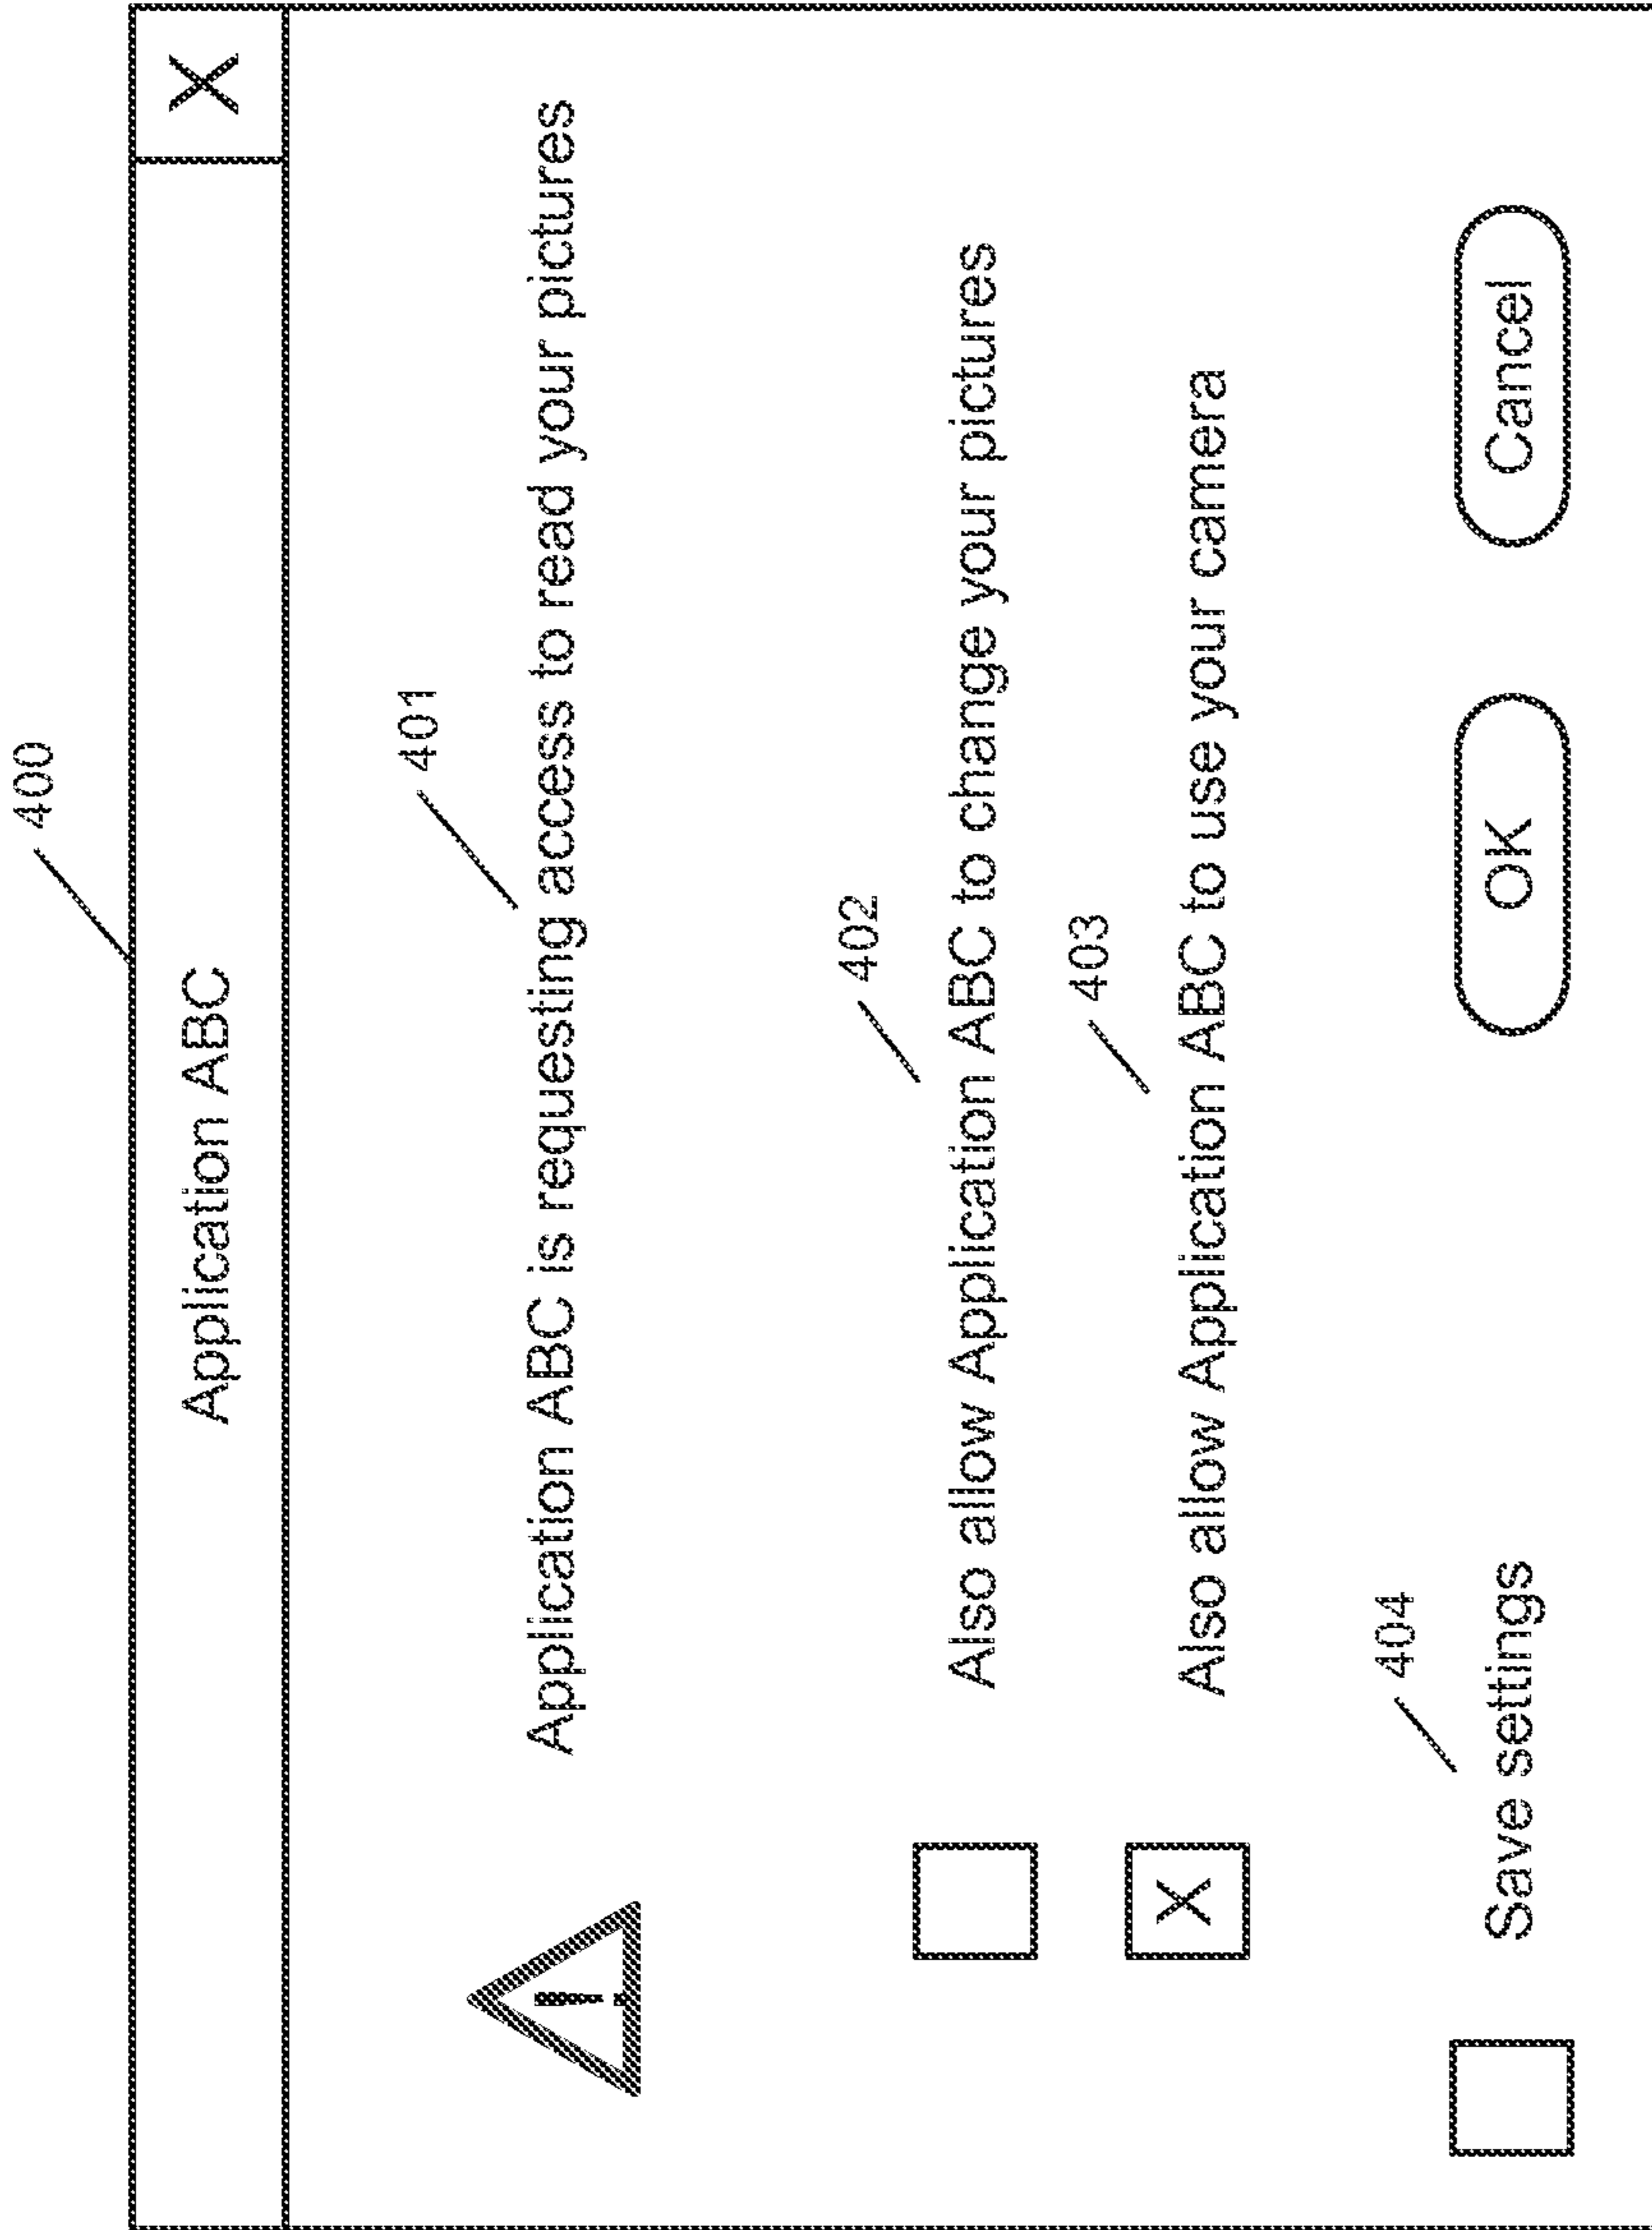 400
Application ABC
X
401
Application ABC is requesting access to read your pictures
!
402
Also allow Application ABC to change your pictures
403
X
Also allow Application ABC to use your camera
404
Save settings
OK
Cancel